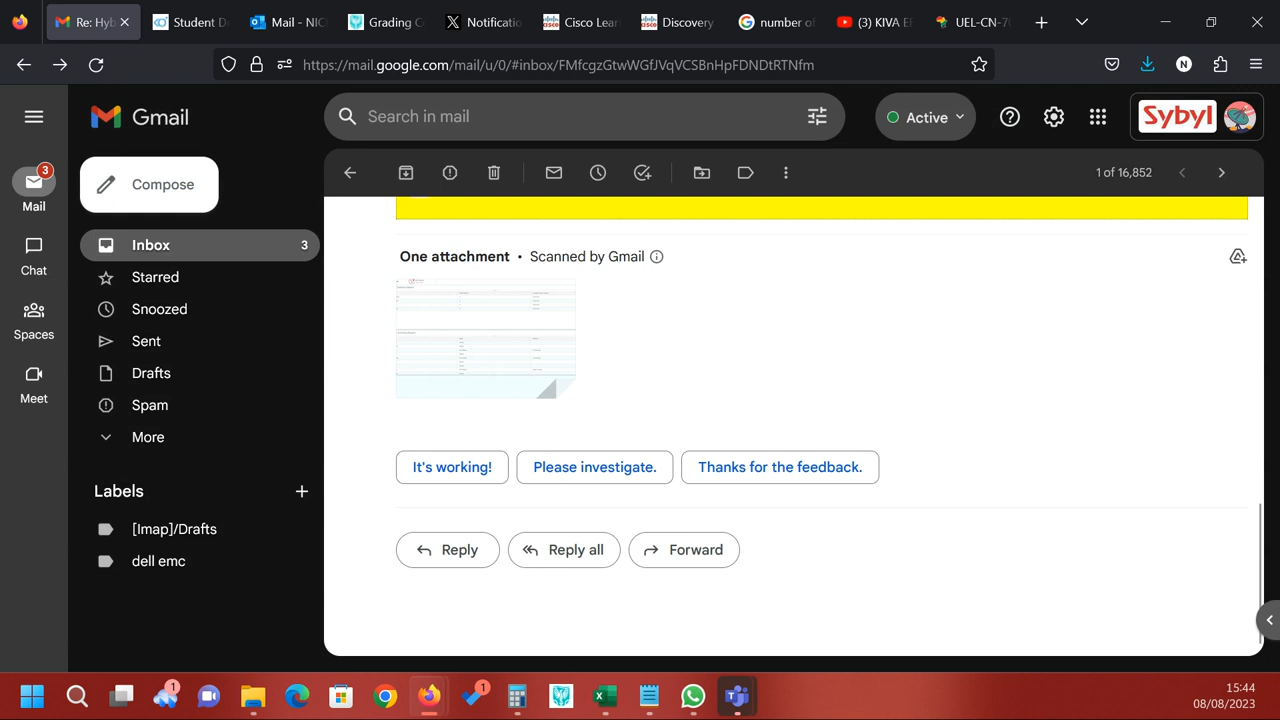 Re: Hyb
Student D
Mail - NIC
Grading G
Notificatio
Cisco Lear
Discovery
number of
(3) KIVA E
UEL-CN-7
https://mail.google.com/mail/u/0/#inbox/FMfcgzGtwWGfJVqVCSBnHpFDNDtRTNfm
N
Gmail
Search in mail
Active
Sybyl
Compose
1 of 16,852
3
Mail
Inbox 3
Chat
Starred
Snoozed
Spaces
Sent
Drafts
Meet
Spam
More
Labels
[Imap]/Drafts
dell emc
One attachment • Scanned by Gmail
It's working!
Please investigate.
Thanks for the feedback.
Reply
Reply all
Forward
1
1
15:44
08/08/2023